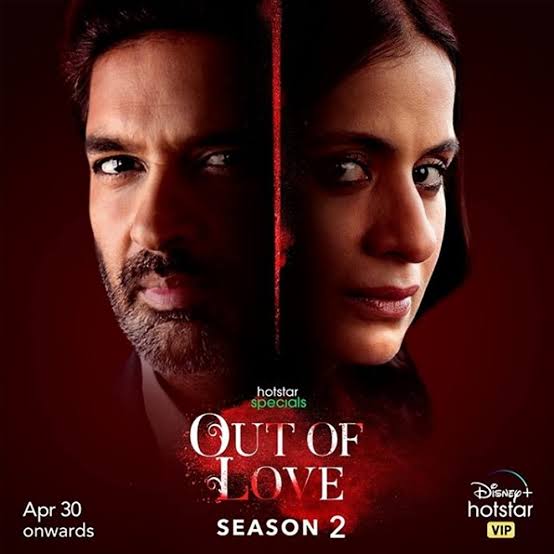 hotstar
specials
OUT OF
LOVE
SEASON 2
Apr 30
onwards
Disney+
hotstar
VIP